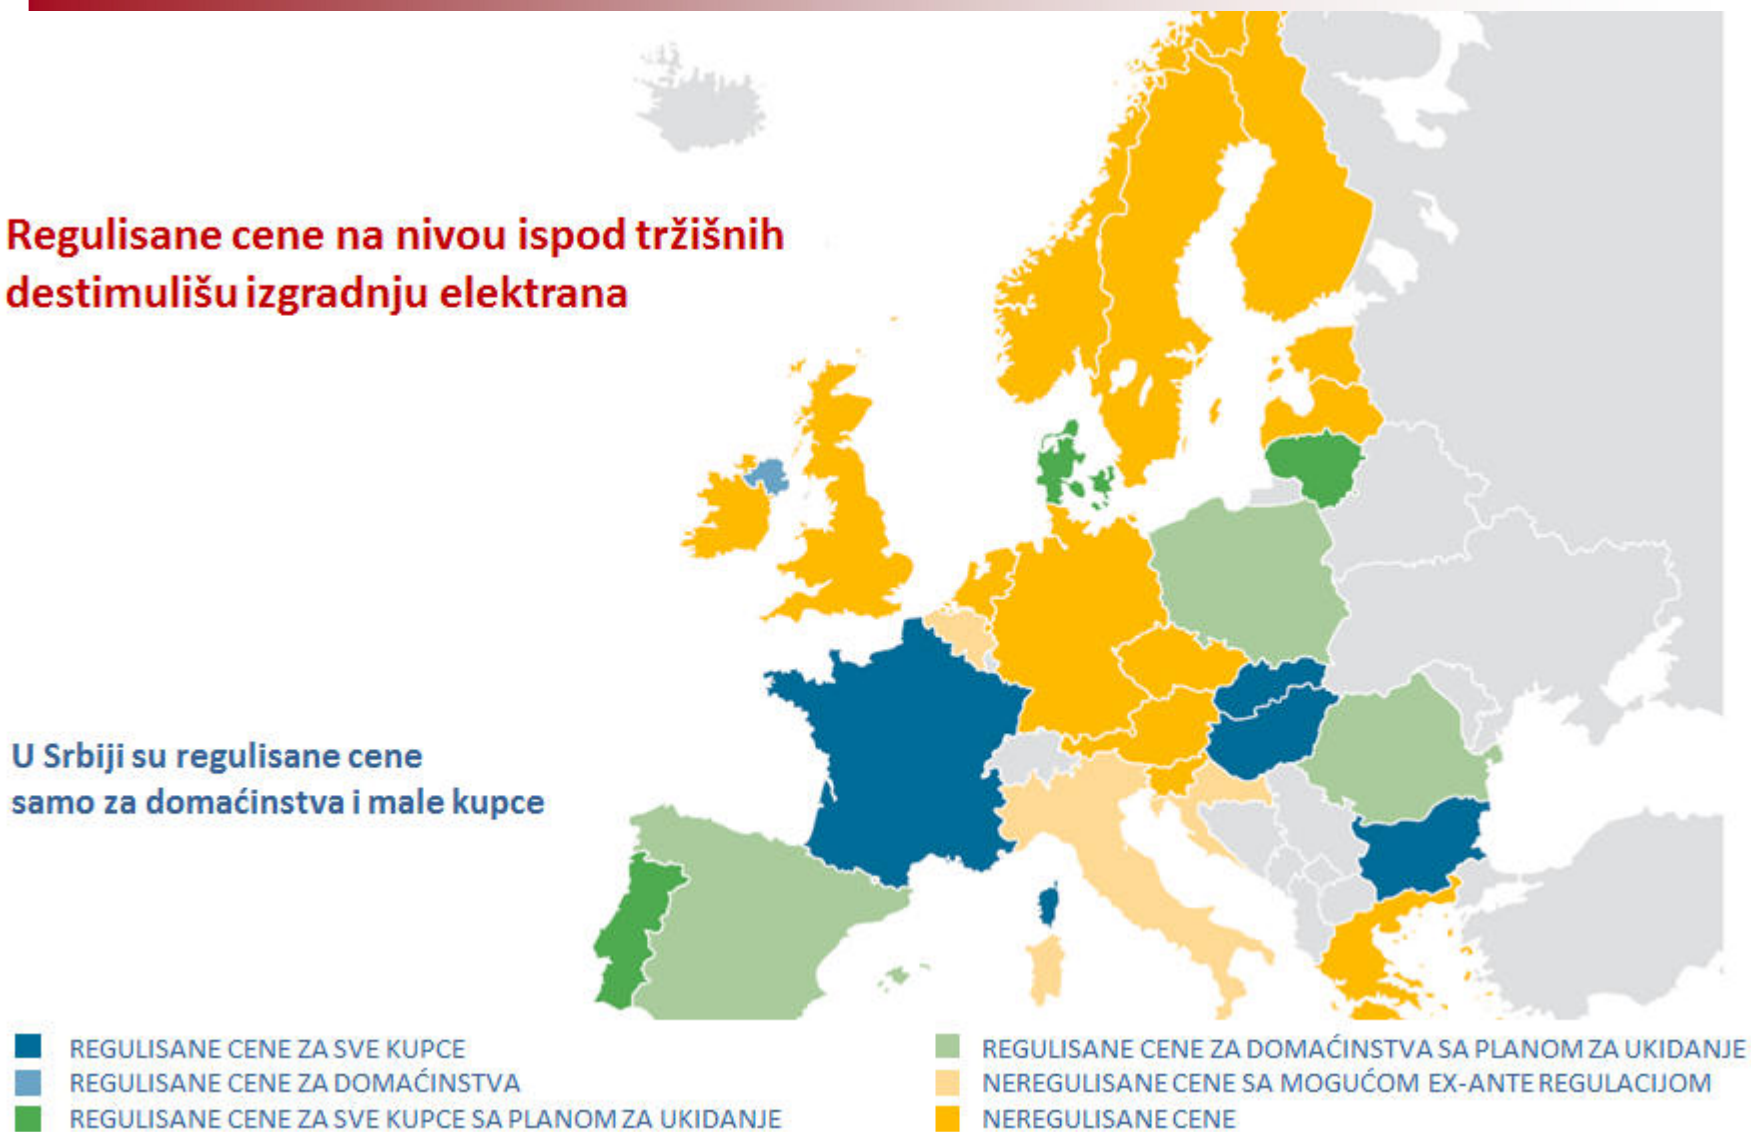 Regulisane cene na nivou ispod tržišnih
destimulišu izgradnju elektrana
U Srbiji su regulisane cene
samo za domaćinstva i male kupce
REGULISANE CENE ZA SVE KUPCE
REGULISANE CENE ZA DOMAĆINSTVA
REGULISANE CENE ZA SVE KUPCE SA PLANOM ZA UKIDANJE
REGULISANE CENE ZA DOMAĆINSTVA SA PLANOM ZA UKIDANJE
NEREGULISANE CENE SA MOGUĆOM EX-ANTE REGULACIJOM
NEREGULISANE CENE